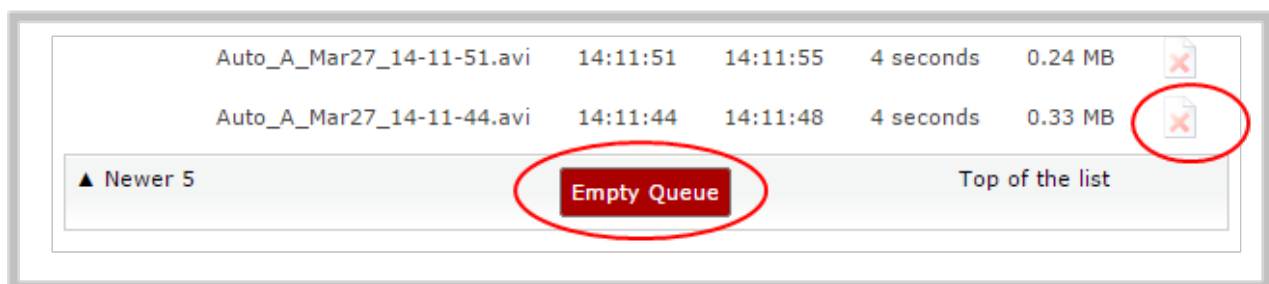 Auto_A_Mar27_14-11-51.avi 14:11:51 14:11:55 4 seconds 0.24 MB
Auto_A_Mar27_14-11-44.avi 14:11:44 14:11:48 4 seconds 0.33 MB
▲ Newer 5 Empty Queue Top of the list